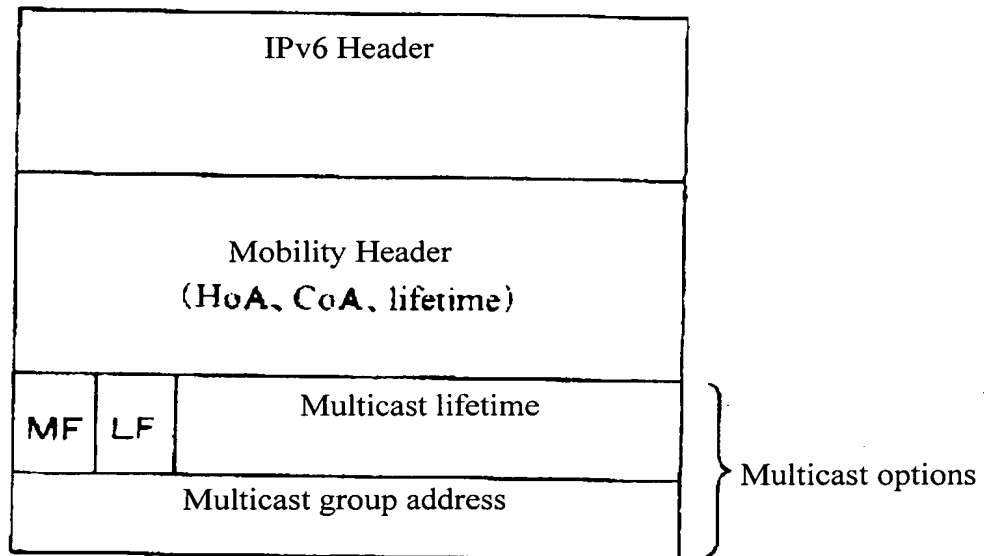 IPv6 Header
Mobility Header
(HoA、CoA、lifetime)
MF
LF
Multicast lifetime
Multicast group address
Multicast options